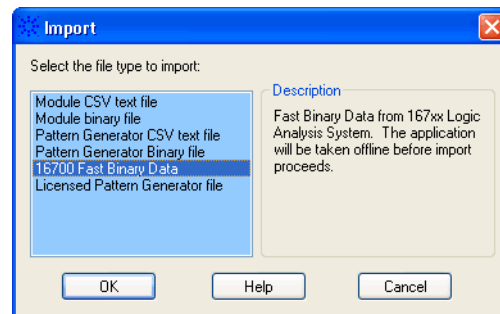 Import
Select the file type to import:
Module CSV text file
Module binary file
Pattern Generator CSV text file
Pattern Generator Binary file
16700 Fast Binary Data
Licensed Pattern Generator file
Description
Fast Binary Data from 167xx Logic
Analysis System. The application
will be taken offline before import
proceeds.
OK
Help
Cancel